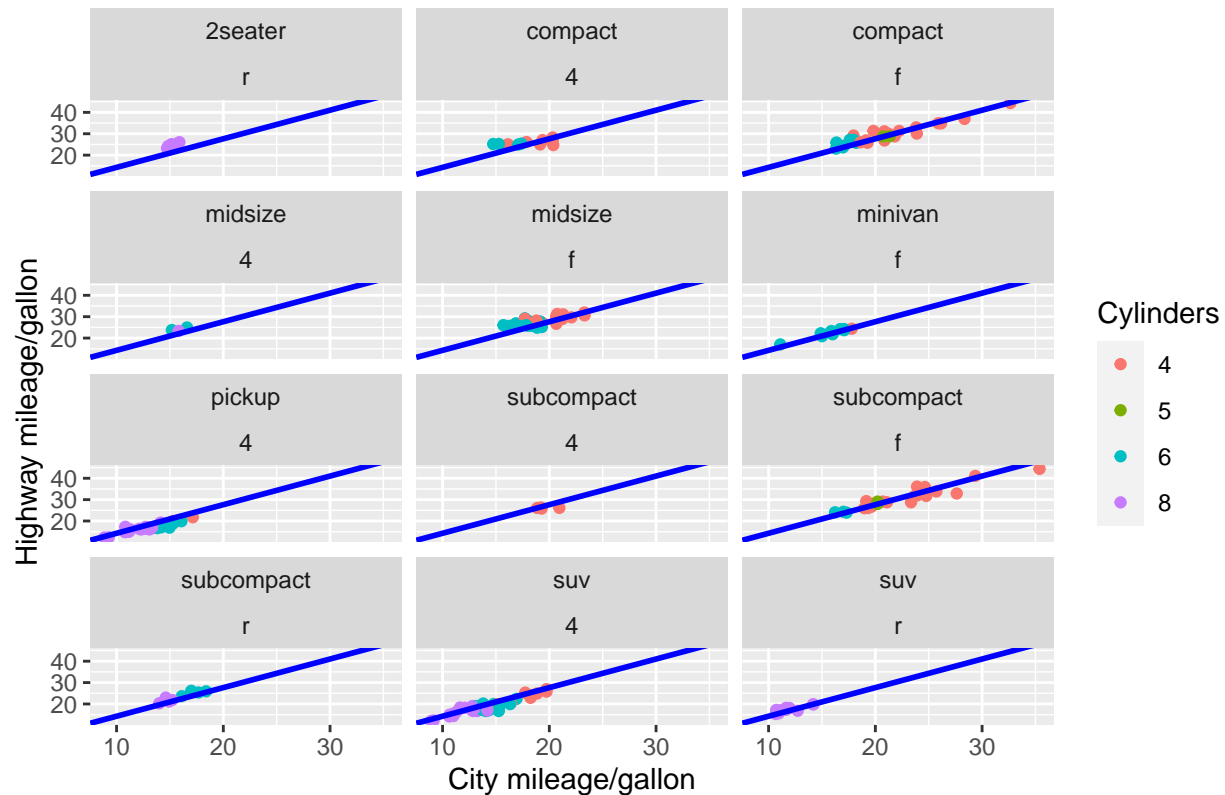 2seater
compact
compact
r
4
f
40
30
20
midsize
midsize
minivan
4
f
f
40
30
20
pickup
subcompact
subcompact
4
4
f
40
30
20
subcompact
suv
suv
r
4
r
40
30
20
10
20
30
10
20
30
10
20
30
City mileage/gallon
Highway mileage/gallon
Cylinders
4
5
6
8